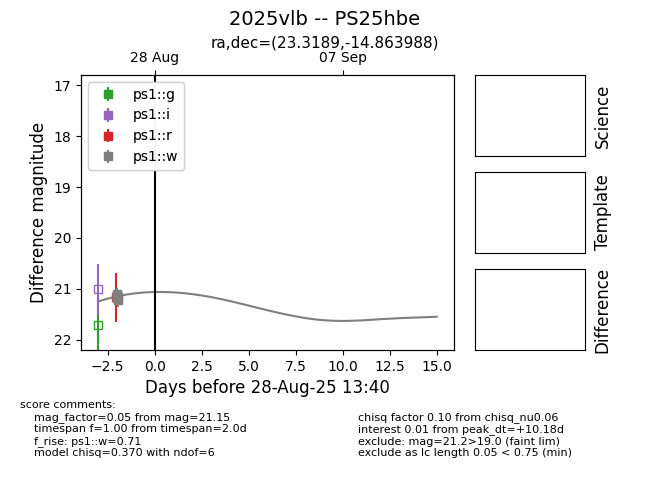 2025vlb -- PS25hbe
ra,dec=(23.3189,-14.863988)
28 Aug
07 Sep
ps1::g
ps1::i
ps1::r
ps1::w
17
18
19
20
21
22
Difference magnitude
−2.5
0.0
2.5
5.0
7.5
10.0
12.5
15.0
Days before 28-Aug-25 13:40
Science
Template
Difference
score comments:
mag_factor=0.05 from mag=21.15
timespan f=1.00 from timespan=2.0d
f_rise: ps1::w=0.71
model chisq=0.370 with ndof=6
chisq factor 0.10 from chisq_nu0.06
interest 0.01 from peak_dt=+10.18d
exclude: mag=21.2>19.0 (faint lim)
exclude as lc length 0.05 < 0.75 (min)